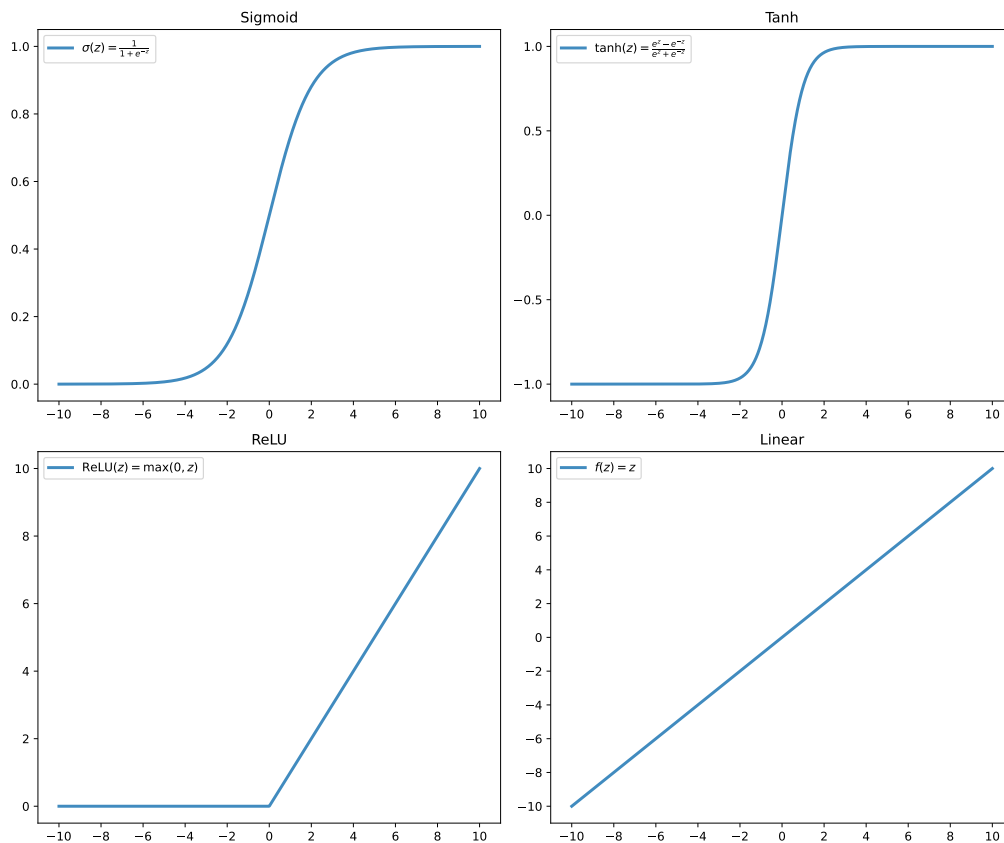 Sigmoid
σ(z) = \frac{1}{1 + e^{-z}}
1.0
0.8
0.6
0.4
0.2
0.0
−10 −8 −6 −4 −2 0 2 4 6 8 10
Tanh
tanh(z) = \frac{e^z − e^{−z}}{e^z + e^{−z}}
1.0
0.5
0.0
−0.5
−1.0
−10 −8 −6 −4 −2 0 2 4 6 8 10
ReLU
ReLU(z) = max(0, z)
10
8
6
4
2
0
−10 −8 −6 −4 −2 0 2 4 6 8 10
Linear
f(z) = z
10
8
6
4
2
0
−2
−4
−6
−8
−10
−10 −8 −6 −4 −2 0 2 4 6 8 10